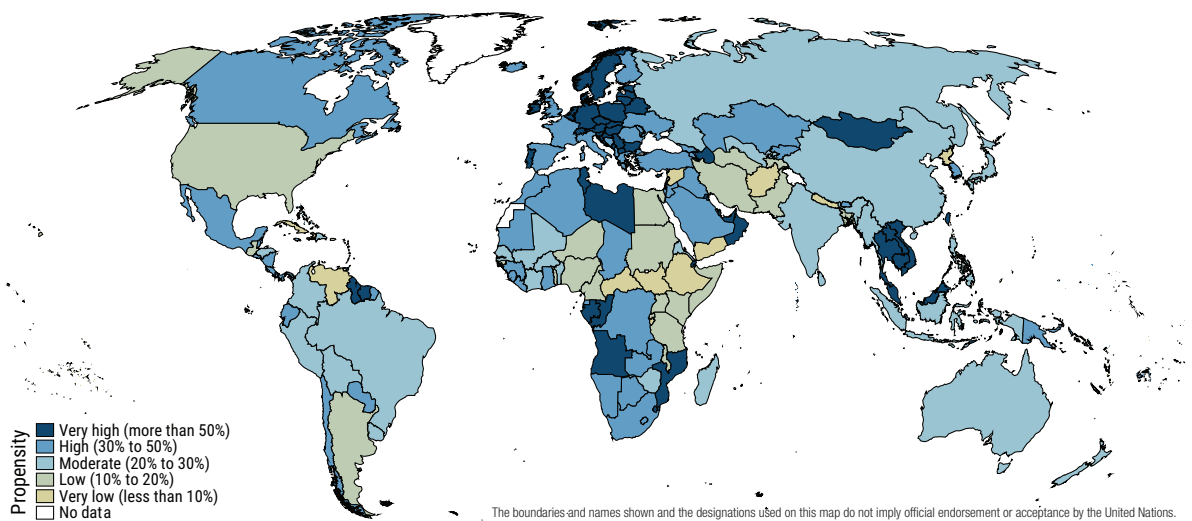 Propensity
Very high (more than 50%)
High (30% to 50%)
Moderate (20% to 30%)
Low (10% to 20%)
Very low (less than 10%)
No data
The boundaries and names shown and the designations used on this map do not imply official endorsement or acceptance by the United Nations.